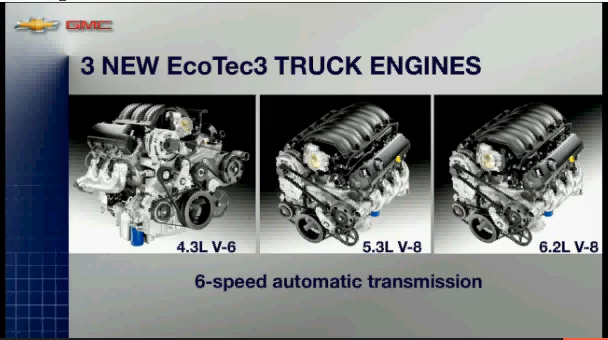 GMC
3 NEW EcoTec3 TRUCK ENGINES
4.3L V-6
5.3L V-8
6.2L V-8
6-speed automatic transmission